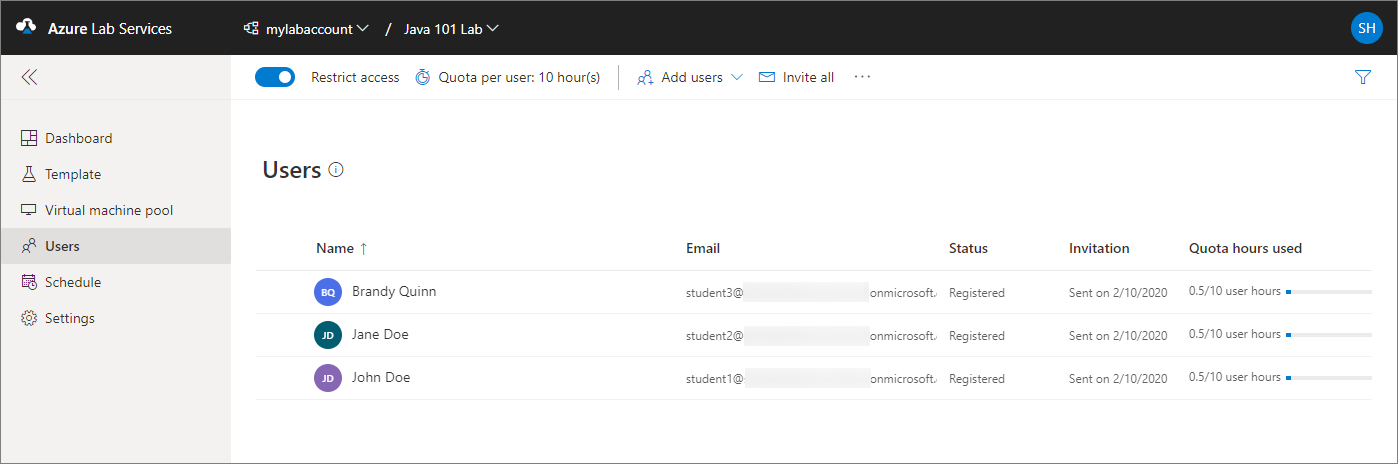 Azure Lab Services mylabaccount / Java 101 Lab SH
Restrict access Quota per user: 10 hour(s) Add users Invite all ...
Dashboard
Template
Virtual machine pool
Users
Schedule
Settings
Users
Name ↑ Email Status Invitation Quota hours used
BQ Brandy Quinn student3@ onmicrosoft. Registered Sent on 2/10/2020 0.5/10 user hours
JD Jane Doe student2@ onmicrosoft. Registered Sent on 2/10/2020 0.5/10 user hours
JD John Doe student1@ onmicrosoft. Registered Sent on 2/10/2020 0.5/10 user hours